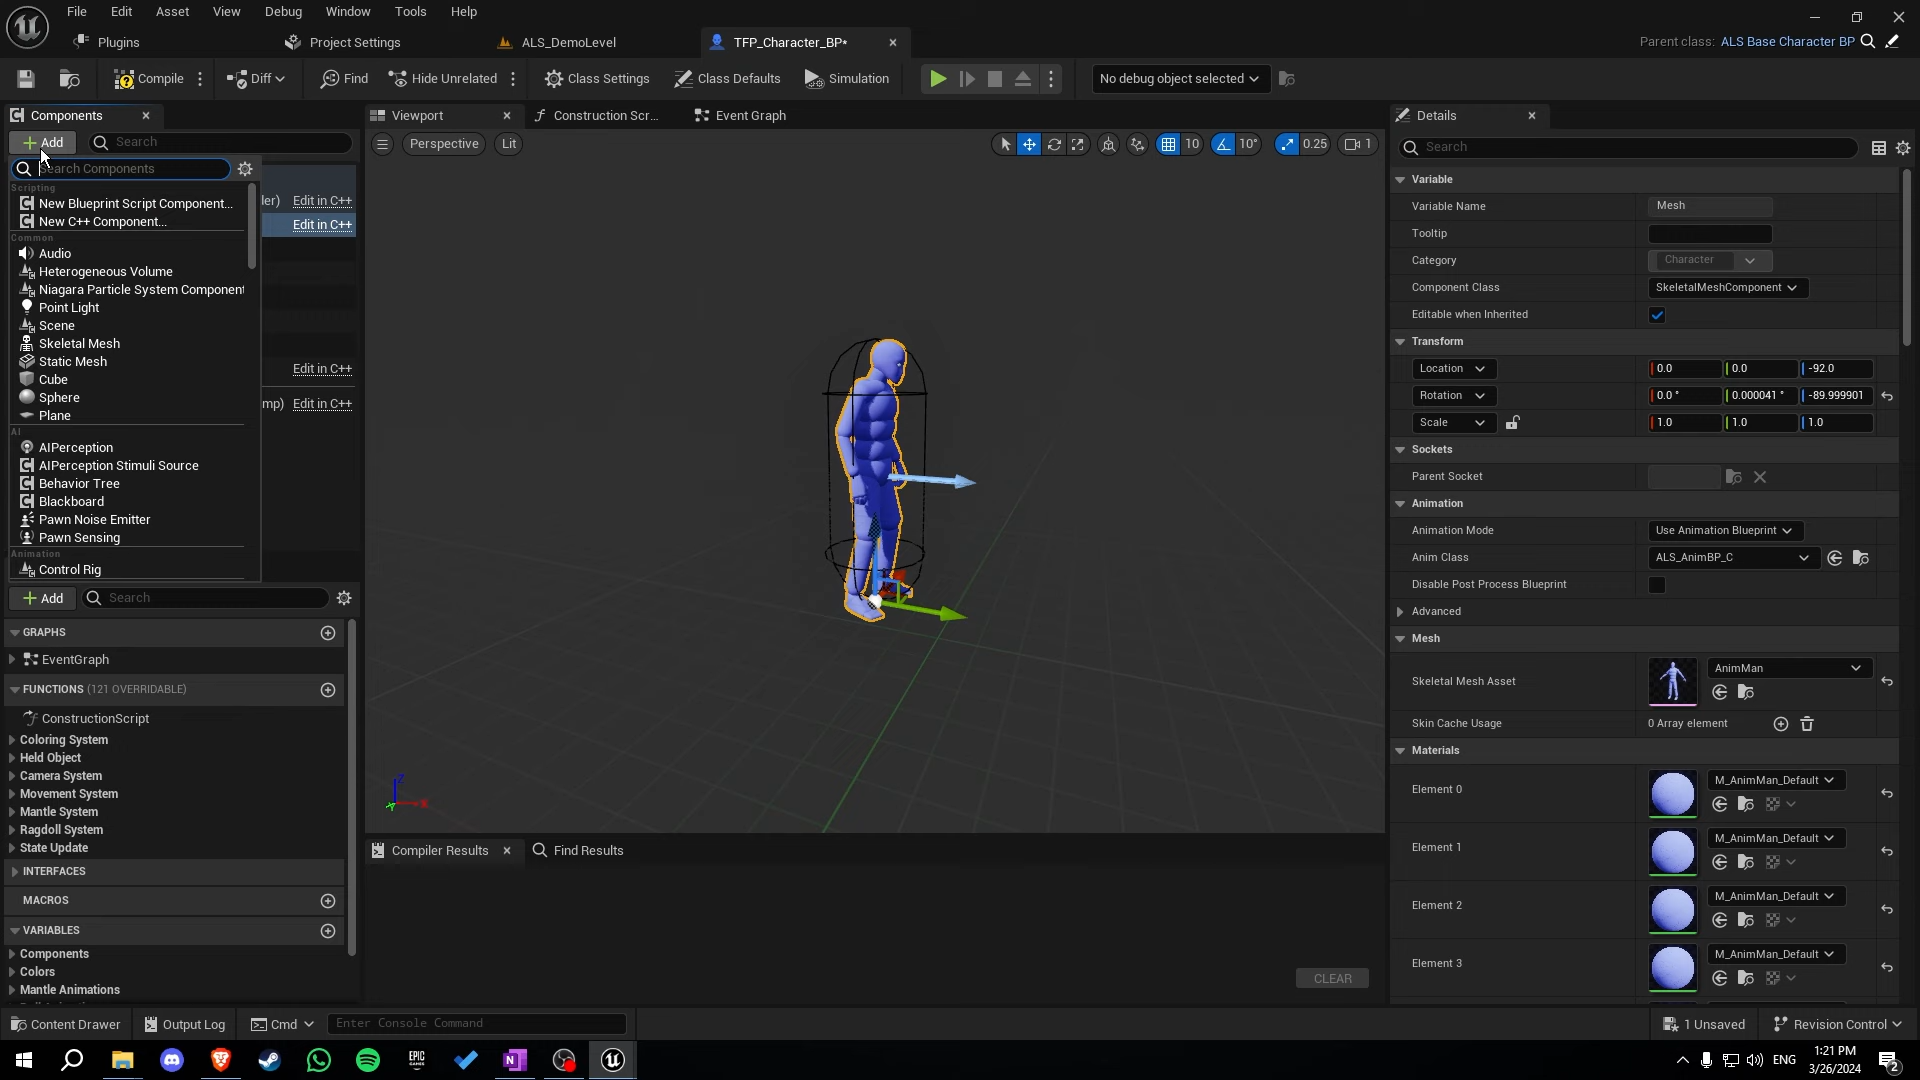 File Edit Asset View Debug Window Tools Help
Plugins Project Settings ALS_DemoLevel TFP_Character_BP* Parent class: ALS Base Character BP
Compile Diff Find Hide Unrelated Class Settings Class Defaults Simulation No debug object selected
Components
Viewport Construction Scr... Event Graph
Details
Add Search
Perspective Lit 10 10° 0.25 1
Search
Search Components
Scripting
New Blueprint Script Component...
New C++ Component...
Common
Audio
Heterogeneous Volume
Niagara Particle System Component
Point Light
Scene
Skeletal Mesh
Static Mesh
Cube
Sphere
Plane
AI
AIPerception
AIPerception Stimuli Source
Behavior Tree
Blackboard
Pawn Noise Emitter
Pawn Sensing
Animation
Control Rig
ler) Edit in C++
Edit in C++
Edit in C++
mp) Edit in C++
Add Search
GRAPHS
EventGraph
FUNCTIONS (121 OVERRIDABLE)
ConstructionScript
Coloring System
Held Object
Camera System
Movement System
Mantle System
Ragdoll System
State Update
INTERFACES
MACROS
VARIABLES
Components
Colors
Mantle Animations
Z X Y
Compiler Results Find Results
CLEAR
Variable
Variable Name Mesh
Tooltip
Category Character
Component Class SkeletalMeshComponent
Editable when Inherited
Transform
Location 0.0 0.0 -92.0
Rotation 0.0 ° 0.000041 ° -89.999901
Scale 1.0 1.0 1.0
Sockets
Parent Socket
Animation
Animation Mode Use Animation Blueprint
Anim Class ALS_AnimBP_C
Disable Post Process Blueprint
Advanced
Mesh
Skeletal Mesh Asset AnimMan
Skin Cache Usage 0 Array element
Materials
Element 0 M_AnimMan_Default
Element 1 M_AnimMan_Default
Element 2 M_AnimMan_Default
Element 3 M_AnimMan_Default
Content Drawer Output Log Cmd Enter Console Command 1 Unsaved Revision Control
EPIC GAMES
ENG
1:21 PM
3/26/2024
2